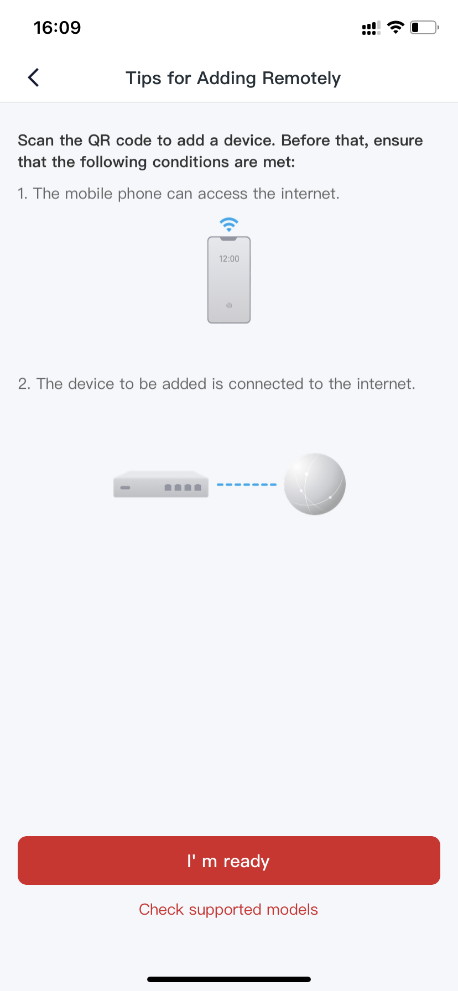 16:09
Tips for Adding Remotely
Scan the QR code to add a device. Before that, ensure
that the following conditions are met:
1. The mobile phone can access the internet.
12:00
2. The device to be added is connected to the internet.
I' m ready
Check supported models